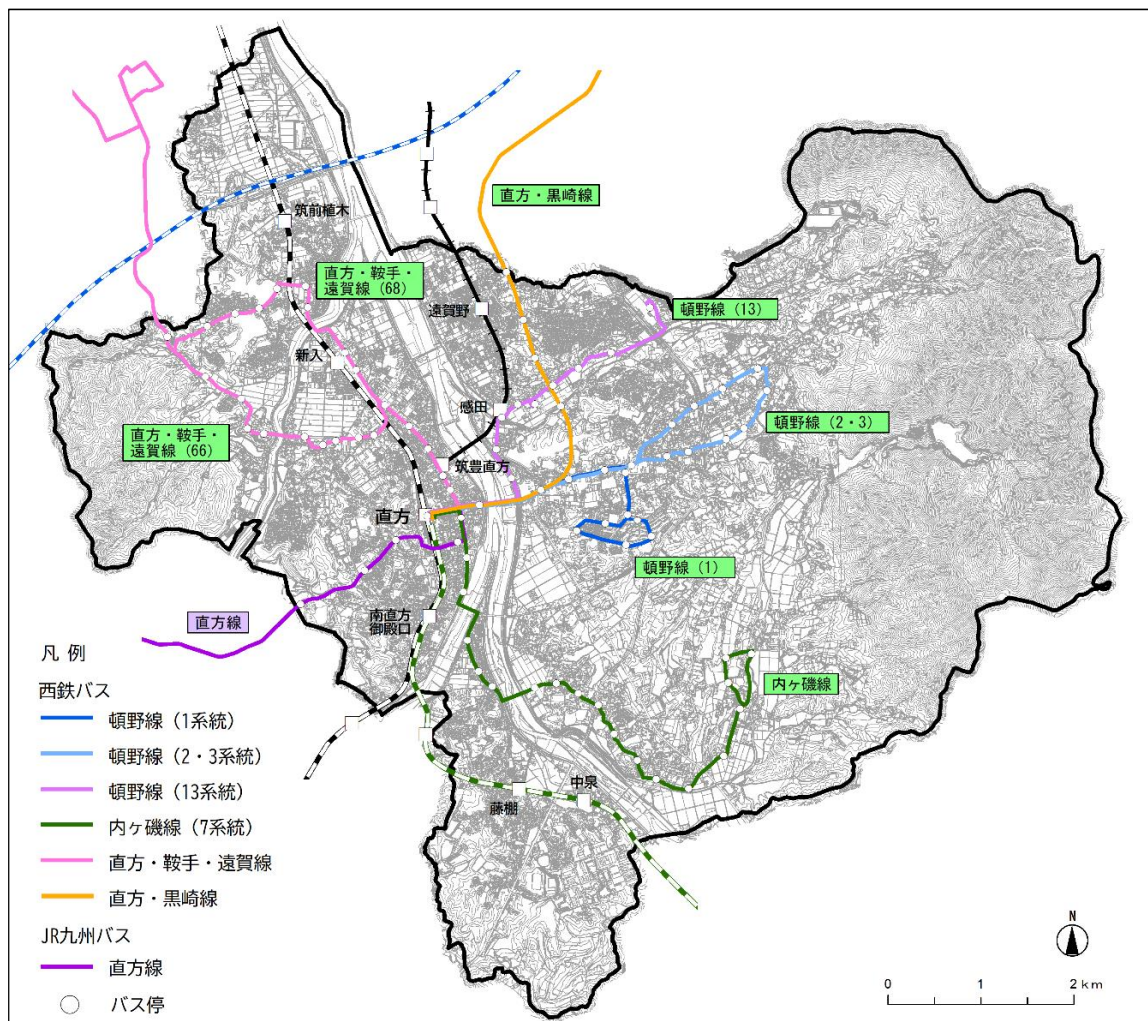 直方・黒崎線
筑前植木
直方・鞍手・
遠賀線（68）
遠賀野
頓野線（13）
新入
感田
頓野線（2・3）
直方・鞍手・
遠賀線（66）
筑豊直方
直方
頓野線（1）
直方線
南直方
御殿口
内ヶ磯線
中泉
藤棚
凡 例
西鉄バス
頓野線（1系統）
頓野線（2・3系統）
頓野線（13系統）
内ヶ磯線（7系統）
直方・鞍手・遠賀線
直方・黒崎線
JR九州バス
直方線
バス停
N
0 1 2 km